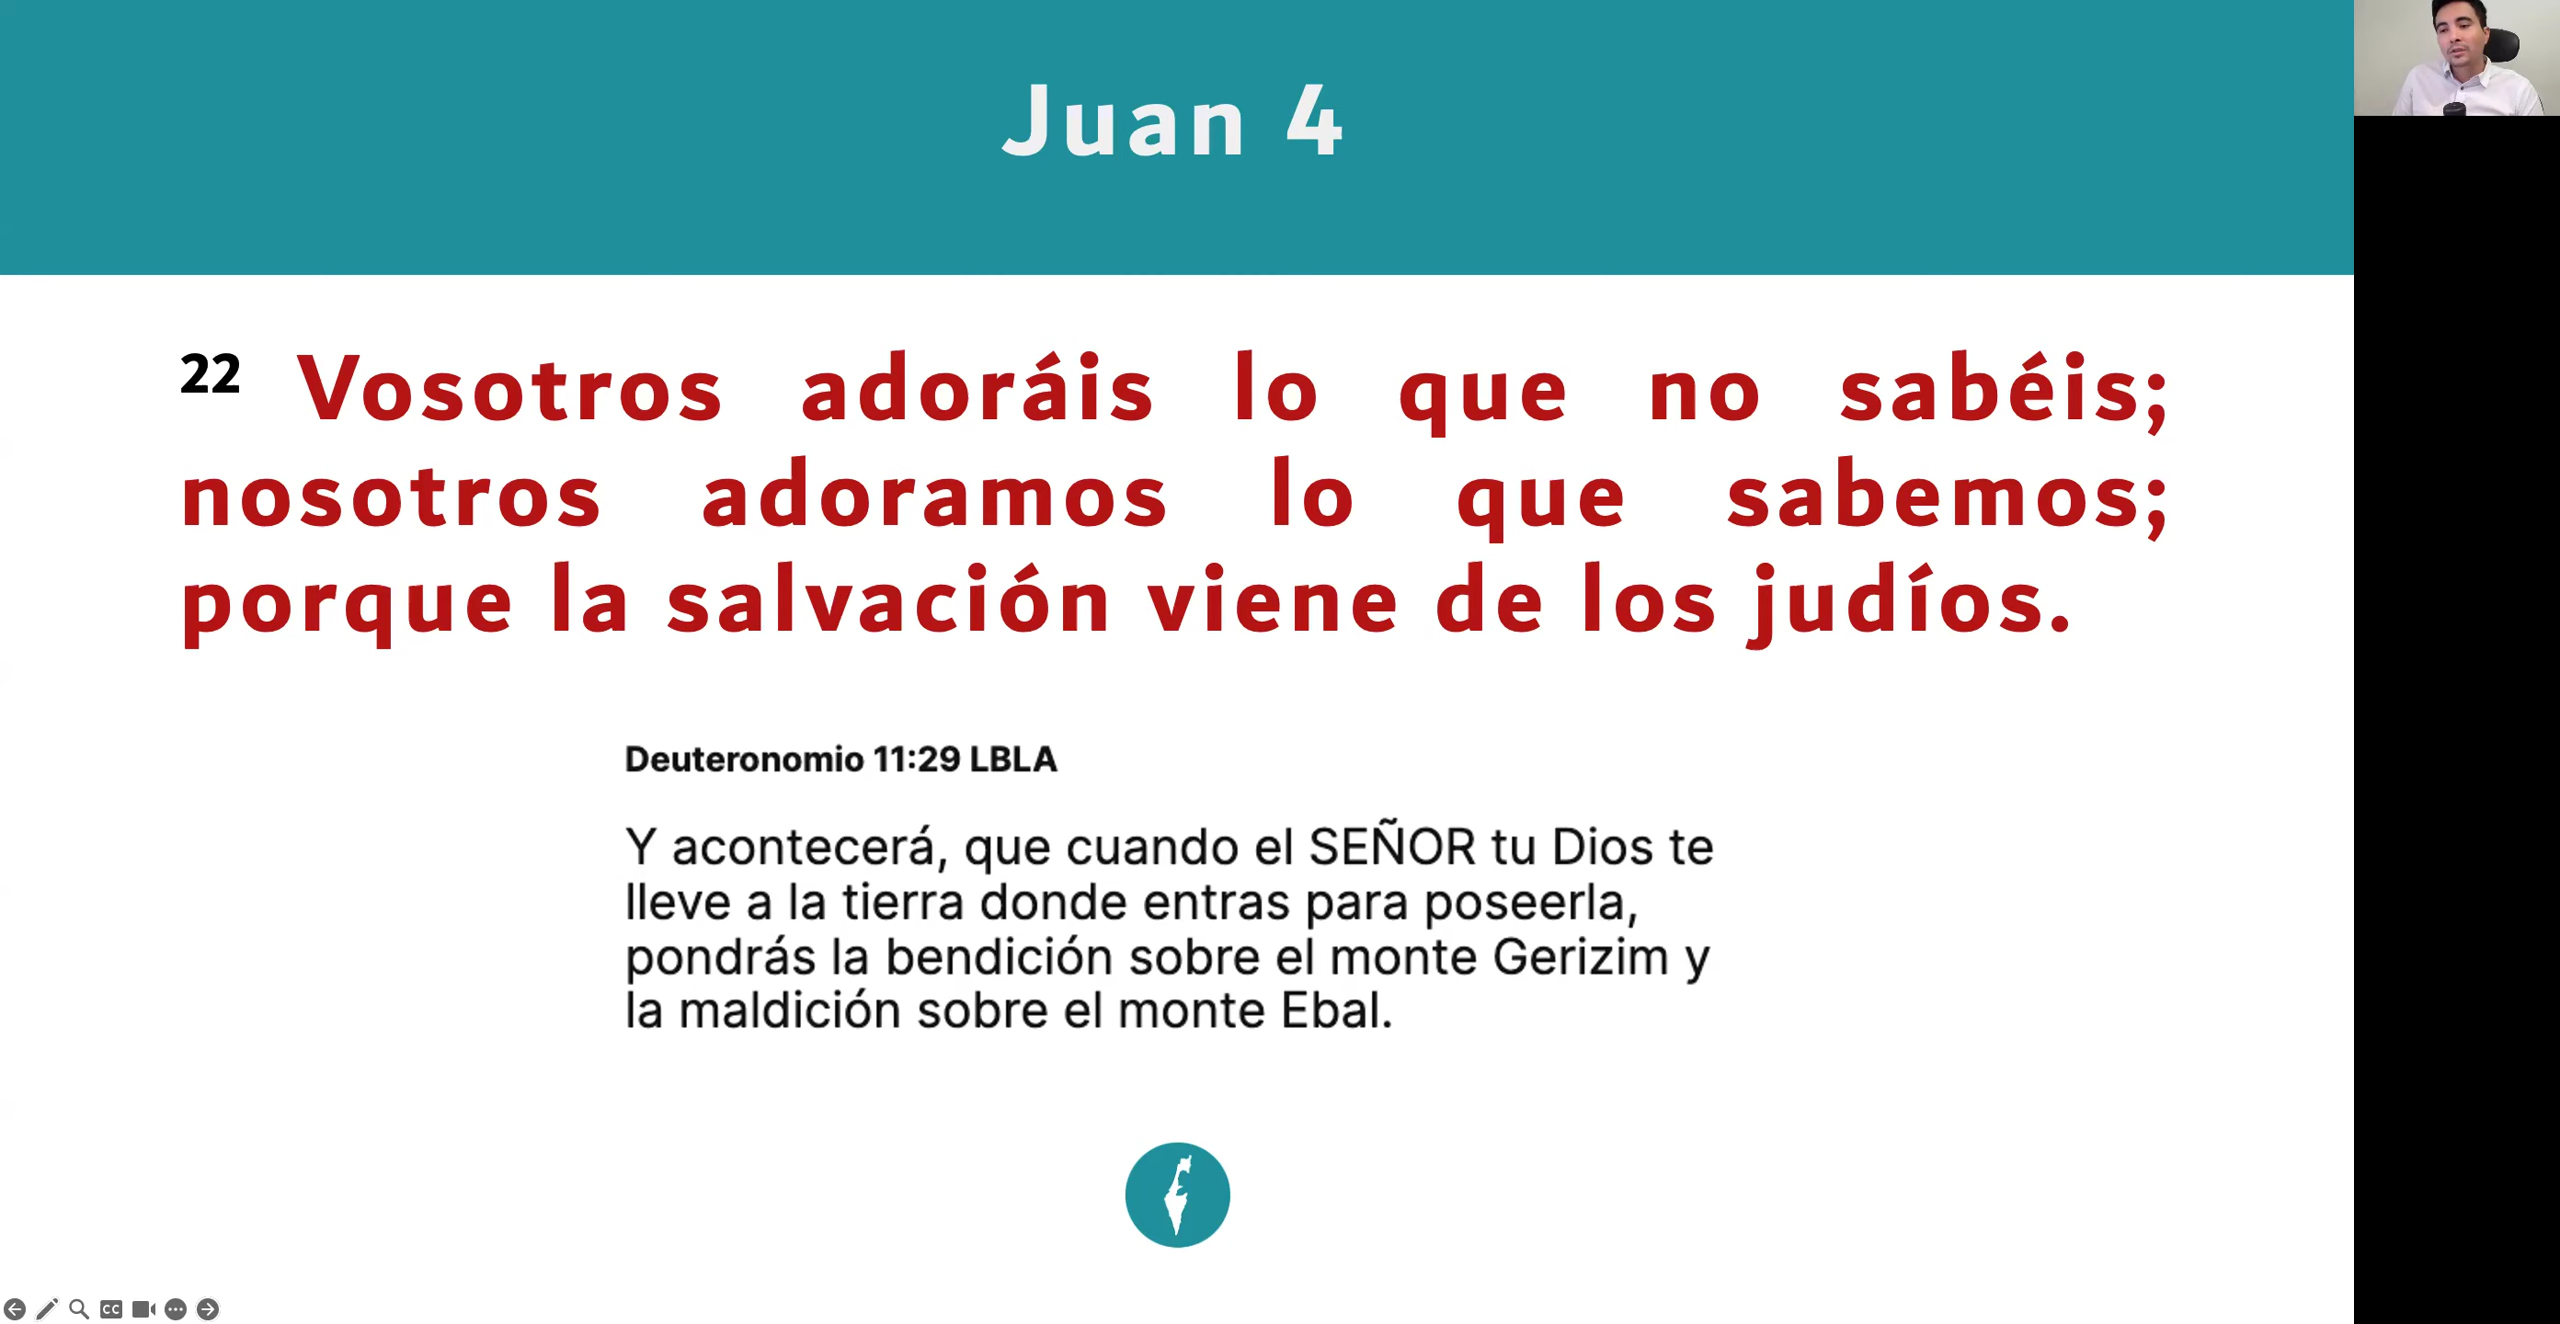 Juan 4
22 Vosotros adoráis lo que no sabéis;
nosotros adoramos lo que sabemos;
porque la salvación viene de los judíos.
Deuteronomio 11:29 LBLA
Y acontecerá, que cuando el SEÑOR tu Dios te
lleve a la tierra donde entras para poseerla,
pondrás la bendición sobre el monte Gerizim y
la maldición sobre el monte Ebal.
CC